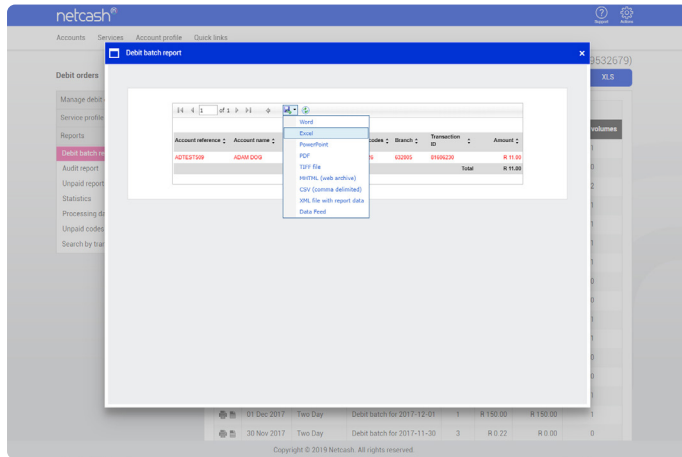 netcash
Support Actions
Accounts Services Account profile Quick links
9532679)
Debit batch report ×
Debit orders
XLS
Manage debit
Service profile
Reports
volumes
Debit batch re
Audit report
Unpaid report
Statistics
Processing da
Unpaid codes
Search by tran
1 of 1
Word
Excel
PowerPoint
PDF
TIFF file
MHTML (web archive)
CSV (comma delimited)
XML file with report data
Data Feed
Account reference Account name codes Branch Transaction ID Amount
ADTEST509 ADAM DOG 632005 01606230 R 11.00
Total R 11.00
01 Dec 2017 Two Day Debit batch for 2017-12-01 1 R 150.00 R 150.00 1
30 Nov 2017 Two Day Debit batch for 2017-11-30 3 R 0.22 R 0.00 0
Copyright © 2019 Netcash. All rights reserved